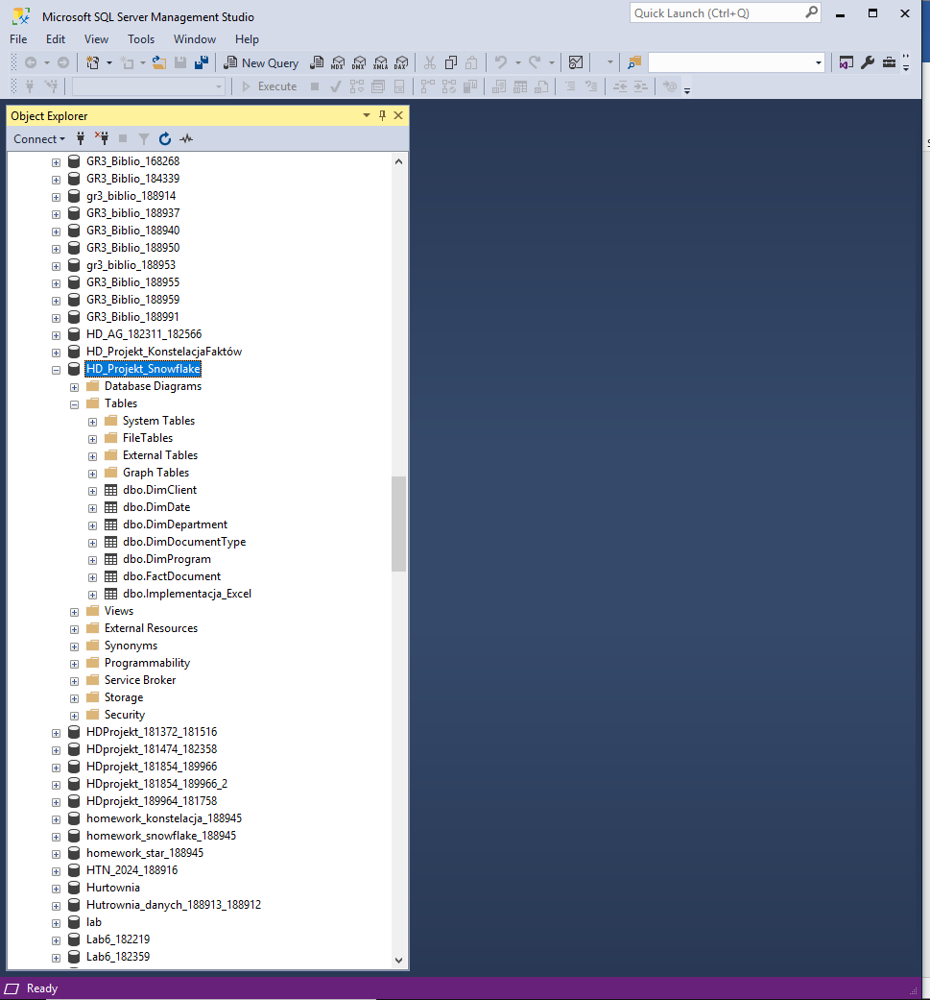 Microsoft SQL Server Management Studio
Quick Launch (Ctrl+Q)
File Edit View Tools Window Help
New Query MDX DMX XMLA DAX
Execute
Object Explorer
Connect
GR3_Biblio_168268
GR3_Biblio_184339
gr3_biblio_188914
GR3_biblio_188937
GR3_Biblio_188940
GR3_Biblio_188950
gr3_biblio_188953
GR3_Biblio_188955
GR3_Biblio_188959
GR3_Biblio_188991
HD_AG_182311_182566
HD_Projekt_KonstelacjaFaktów
HD_Projekt_Snowflake
Database Diagrams
Tables
System Tables
FileTables
External Tables
Graph Tables
dbo.DimClient
dbo.DimDate
dbo.DimDepartment
dbo.DimDocumentType
dbo.DimProgram
dbo.FactDocument
dbo.Implementacja_Excel
Views
External Resources
Synonyms
Programmability
Service Broker
Storage
Security
HDProjekt_181372_181516
HDprojekt_181474_182358
HDprojekt_181854_189966
HDprojekt_181854_189966_2
HDprojekt_189964_181758
homework_konstelacja_188945
homework_snowflake_188945
homework_star_188945
HTN_2024_188916
Hurtownia
Hutrownia_danych_188913_188912
lab
Lab6_182219
Lab6_182359
Ready